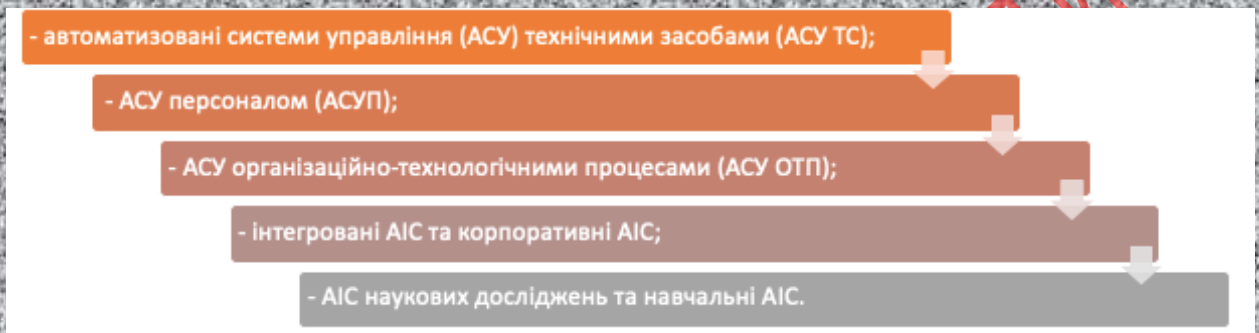 - автоматизовані системи управління (АСУ) технічними засобами (АСУ ТС);
- АСУ персоналом (АСУП);
- АСУ організаційно-технологічними процесами (АСУ ОТП);
- інтегровані АІС та корпоративні АІС;
- АІС наукових досліджень та навчальні АІС.